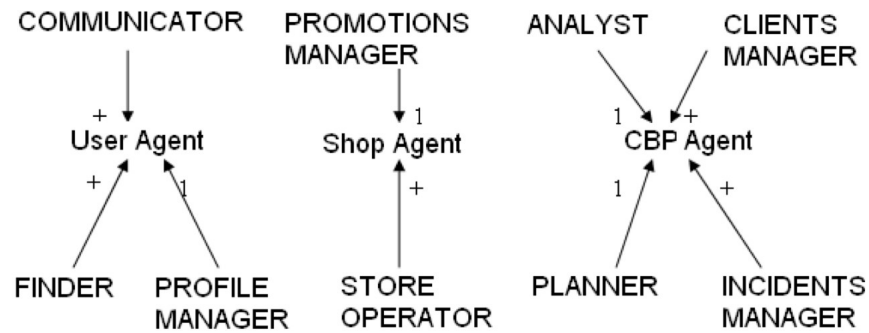 COMMUNICATOR
PROMOTIONS
MANAGER
ANALYST
CLIENTS
MANAGER
+
1
1
+
User Agent
Shop Agent
CBP Agent
+
1
+
1
+
FINDER
PROFILE
MANAGER
STORE
OPERATOR
PLANNER
INCIDENTS
MANAGER